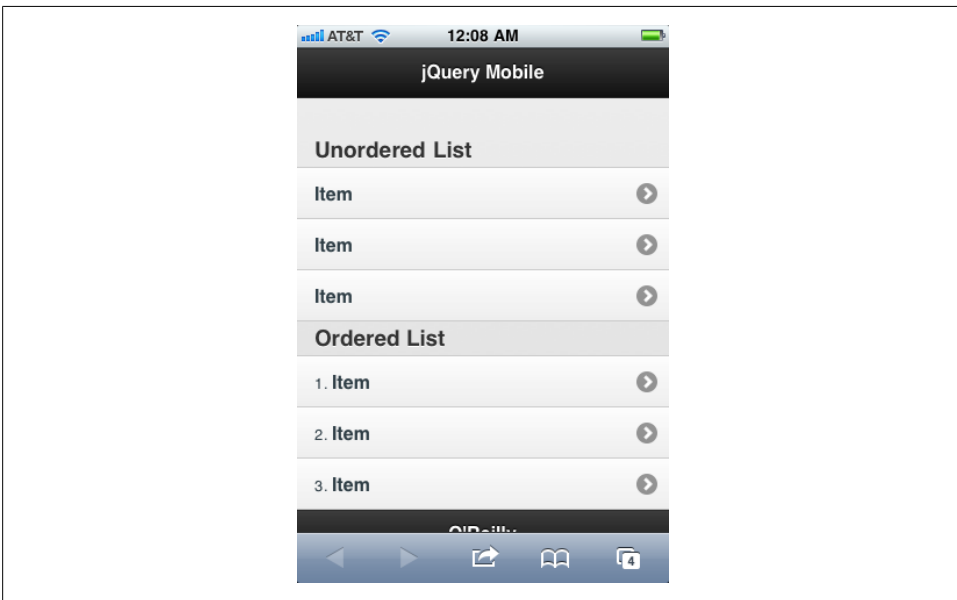 AT&T 12:08 AM
jQuery Mobile
Unordered List
Item
Item
Item
Ordered List
1. Item
2. Item
3. Item
O'Reilly
4